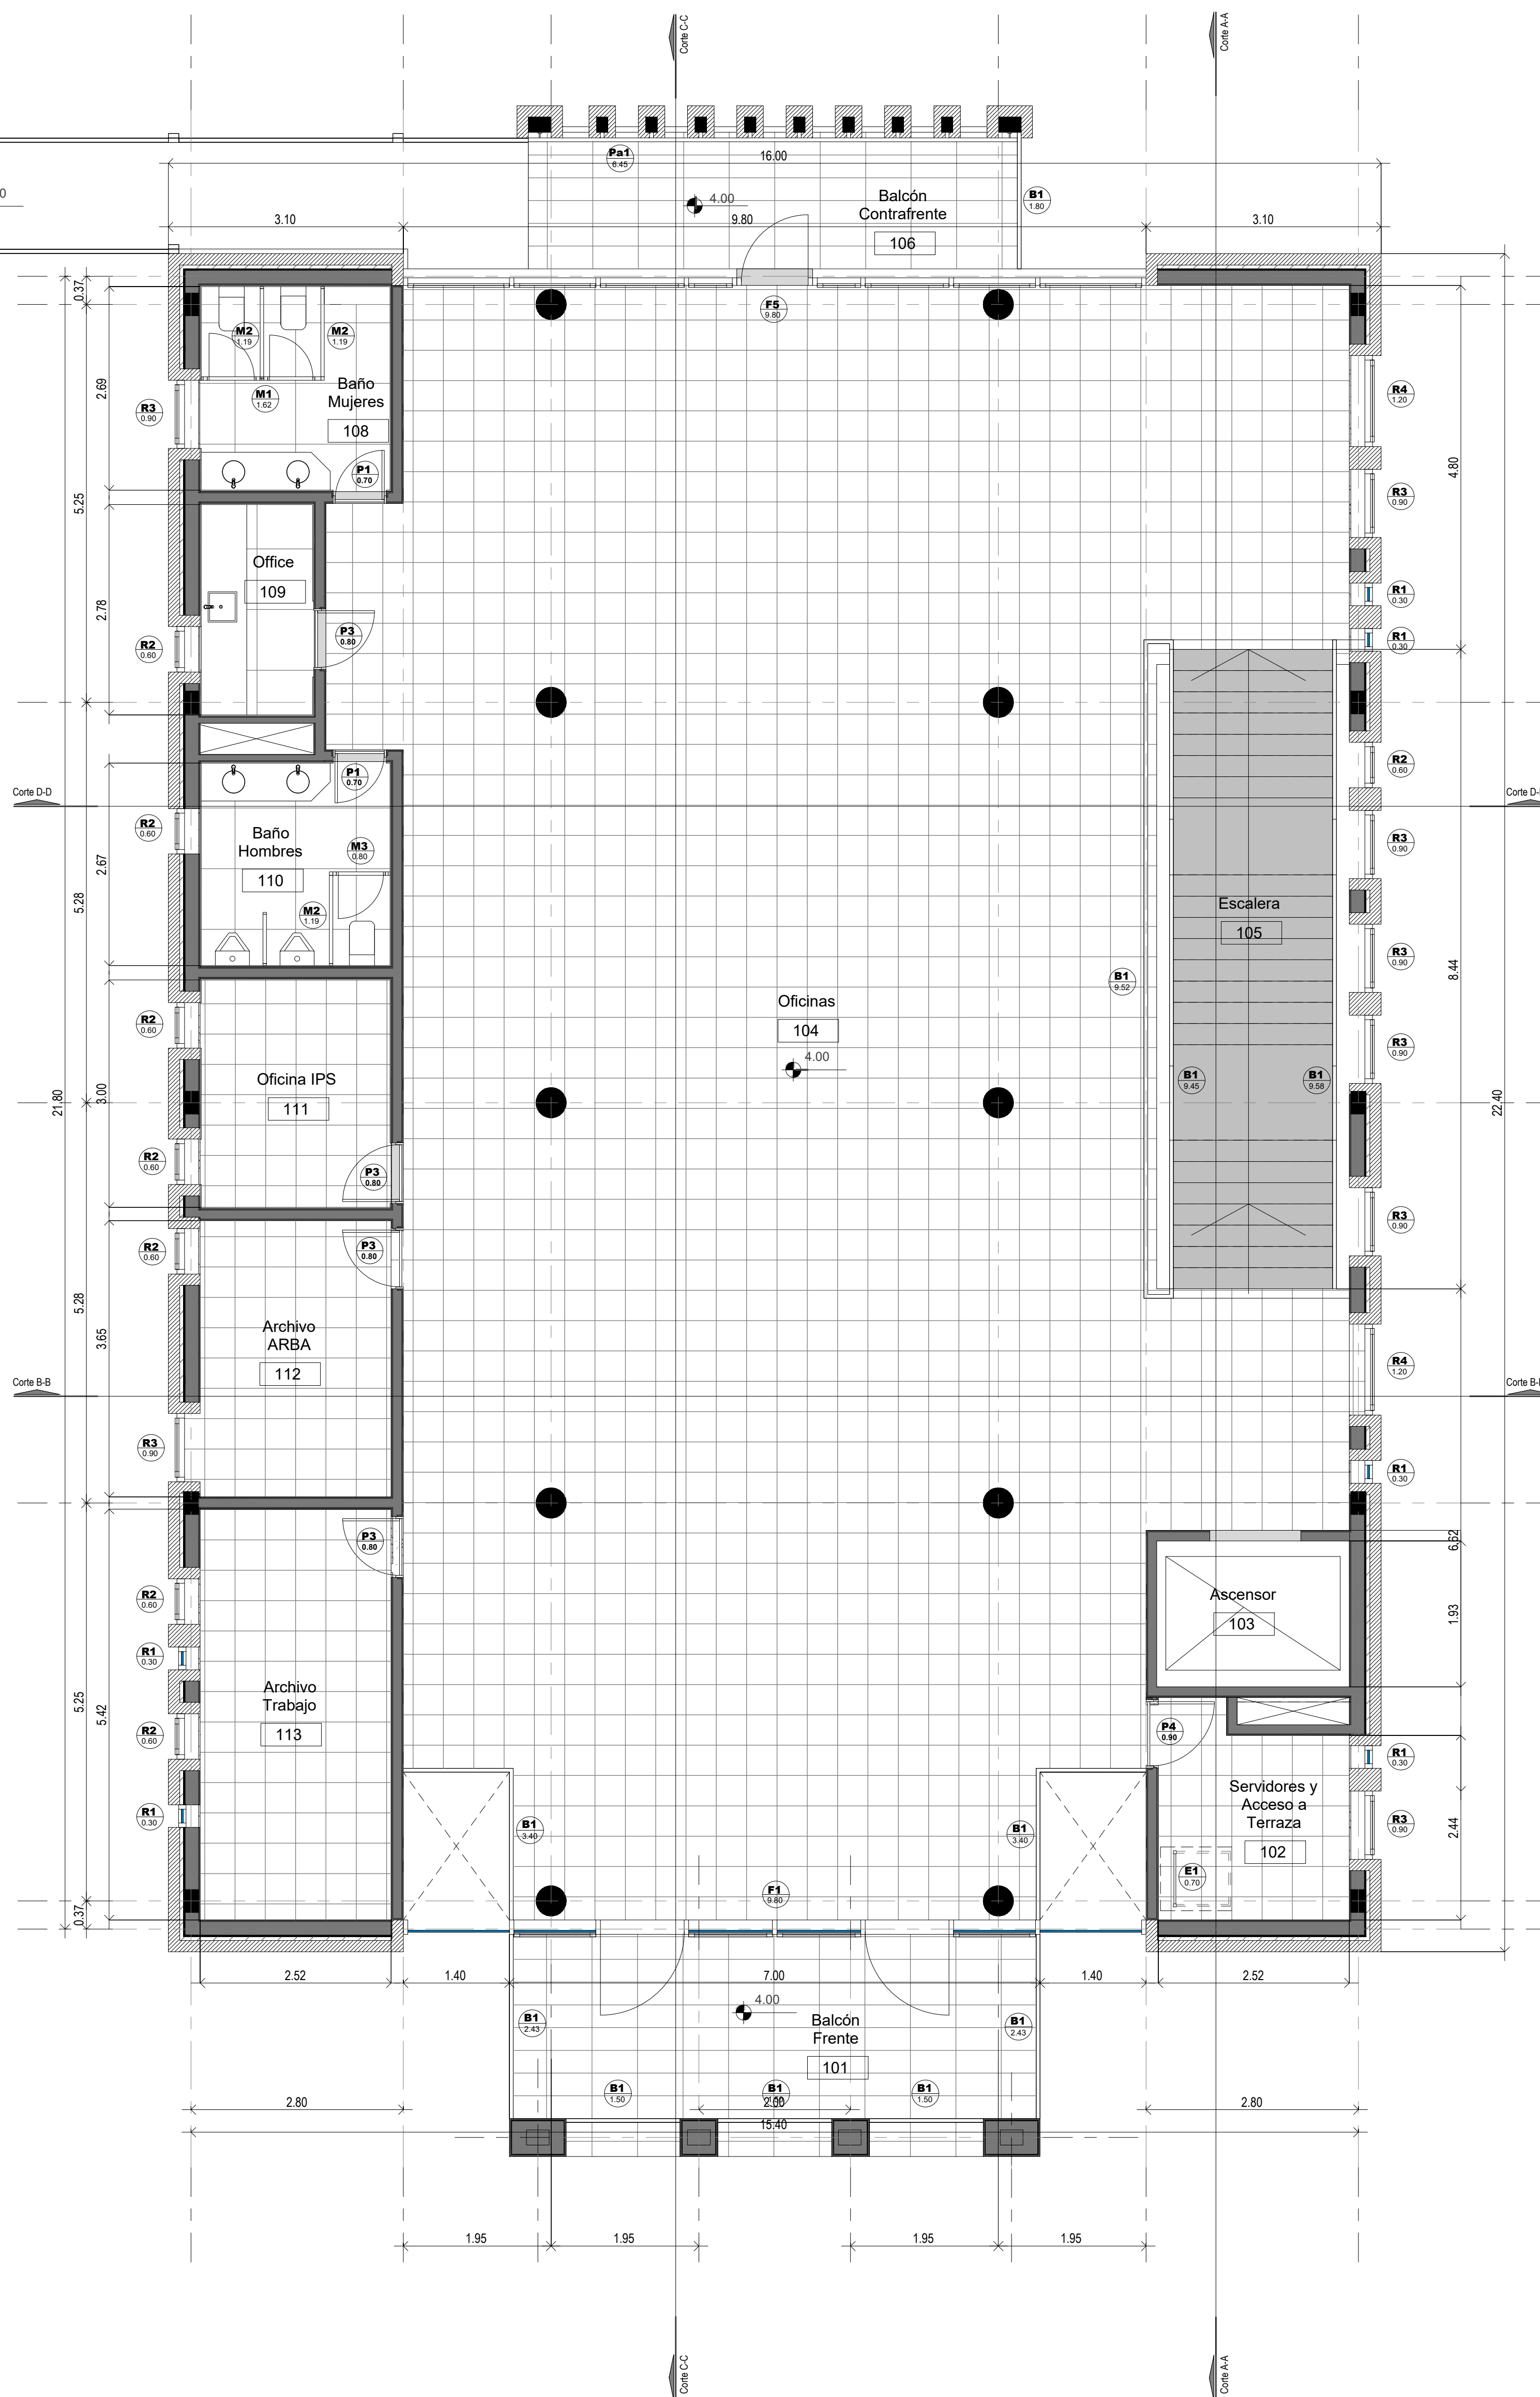 Corte C-C
Corte A-A
Pa1
6.45
16.00
0
4.00
Balcón
Contrafrente
106
B1
1.80
3.10
9.80
3.10
0.37
F5
9.80
M2
1.19
M2
1.19
Baño
Mujeres
108
M1
1.62
R3
0.90
2.69
R4
1.20
P1
0.70
4.80
R3
0.90
5.25
Office
109
2.78
R1
0.30
P3
0.80
R2
0.60
R1
0.30
P1
0.70
R2
0.60
Corte D-D
R2
0.60
Baño
Hombres
110
M3
0.80
2.67
R3
0.90
5.28
M2
1.19
Escalera
105
R3
0.90
8.44
B1
9.52
Oficinas
104
4.00
R2
0.60
R3
0.90
Oficina IPS
111
B1
9.45
B1
9.58
21.80
3.00
22.40
R2
0.60
P3
0.80
R2
0.60
P3
0.80
R3
0.90
5.28
3.65
Archivo
ARBA
112
R4
1.20
Corte B-B
R3
0.90
R1
0.30
P3
0.80
6.62
R2
0.60
Ascensor
103
1.93
R1
0.30
Archivo
Trabajo
113
5.25
5.42
R2
0.60
P4
0.90
R1
0.30
R1
0.30
B1
3.40
B1
3.40
Servidores y
Acceso a
Terraza
102
R3
0.90
2.44
E1
0.70
F1
9.80
0.37
2.52
1.40
7.00
1.40
2.52
4.00
B1
2.43
Balcón
Frente
101
B1
2.43
B1
1.50
B1
B1
1.50
2.80
2.00
2.80
15.40
1.95
1.95
1.95
1.95
Corte C-C
Corte A-A